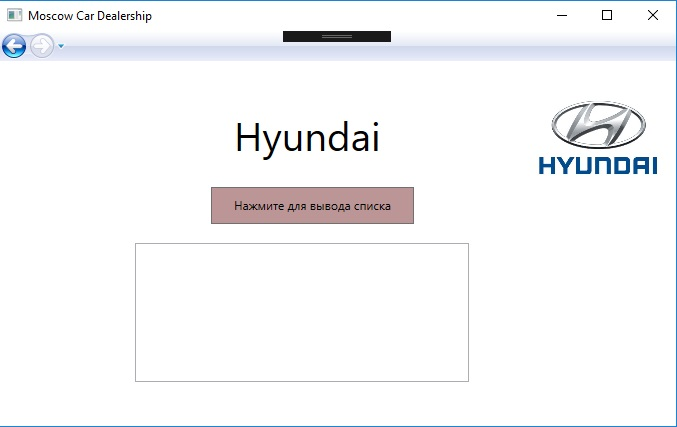 Moscow Car Dealership
Hyundai
HYUNDAI
Нажмите для вывода списка